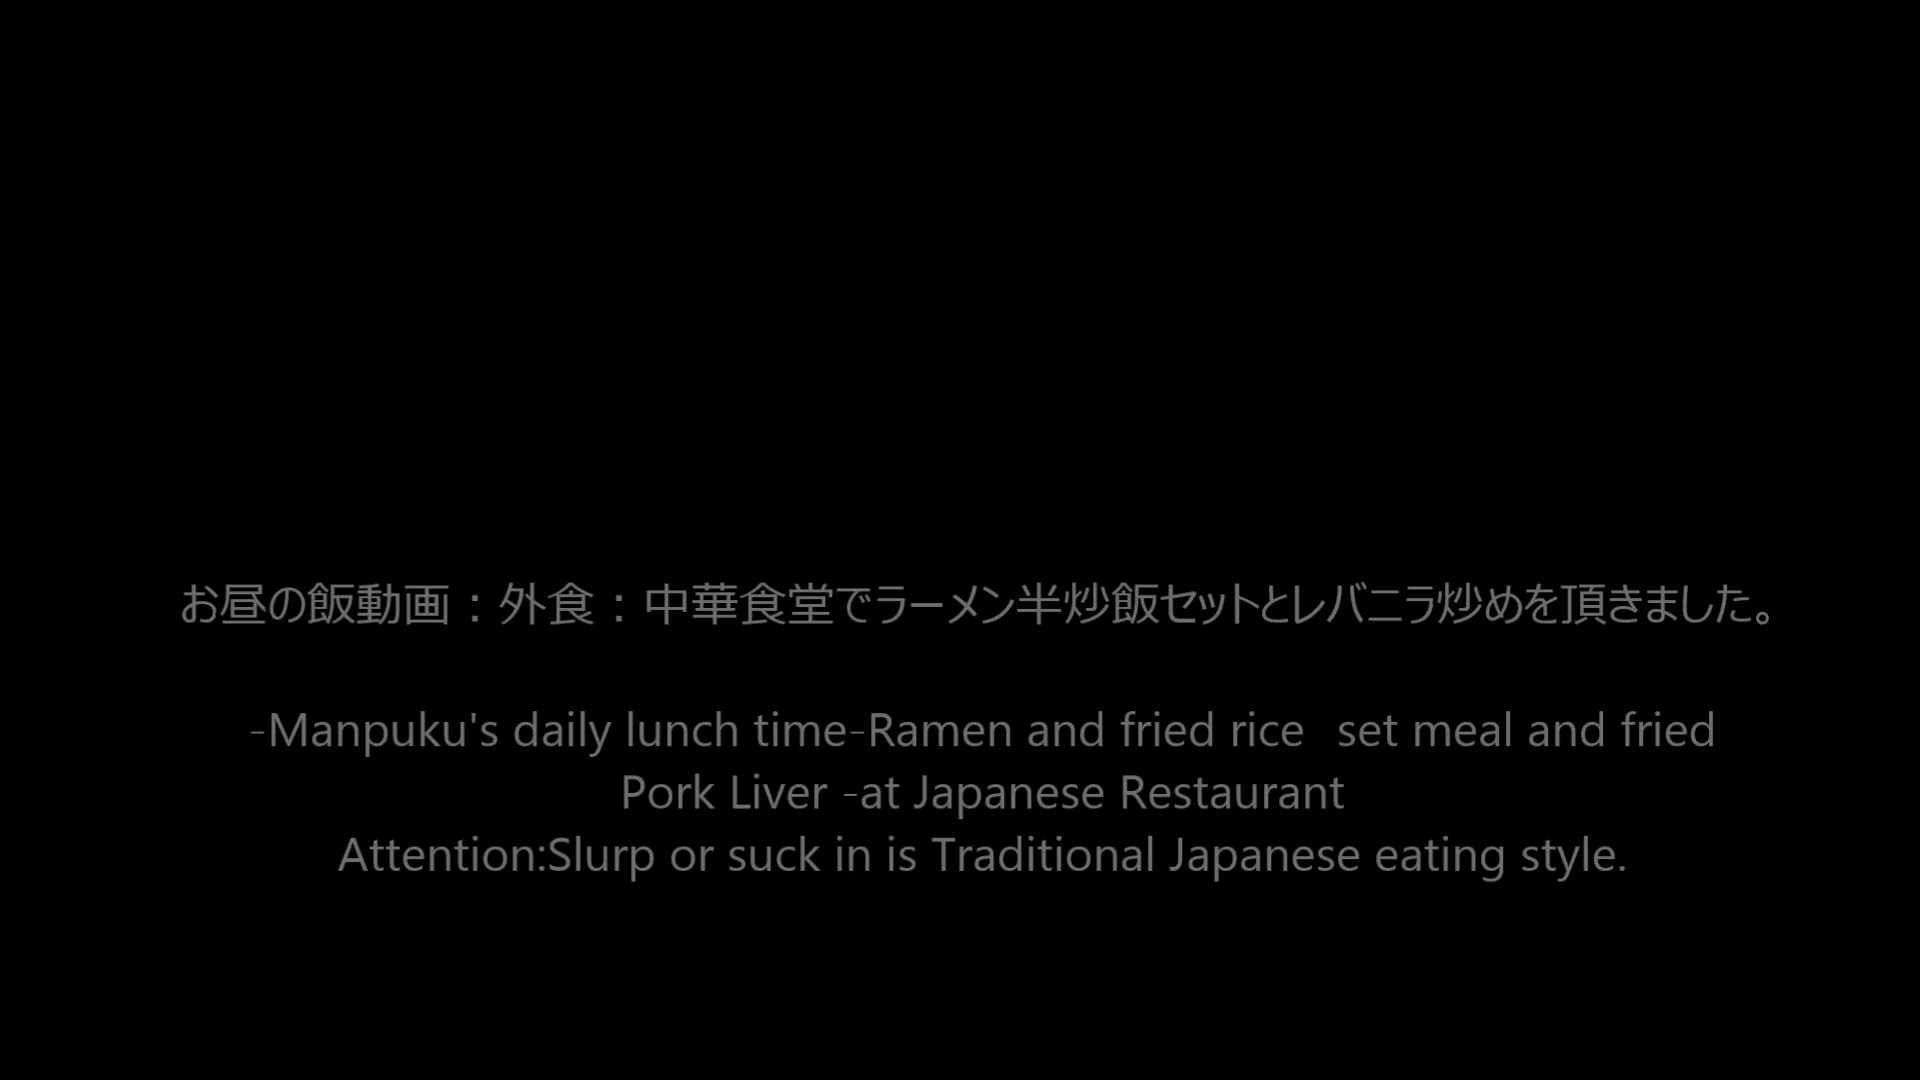 お昼の飯動画：外食：中華食堂でラーメン半炒飯セットとレバニラ炒めを頂きました。
-Manpuku's daily lunch time-Ramen and fried rice　set meal and fried
Pork Liver -at Japanese Restaurant
Attention:Slurp or suck in is Traditional Japanese eating style.